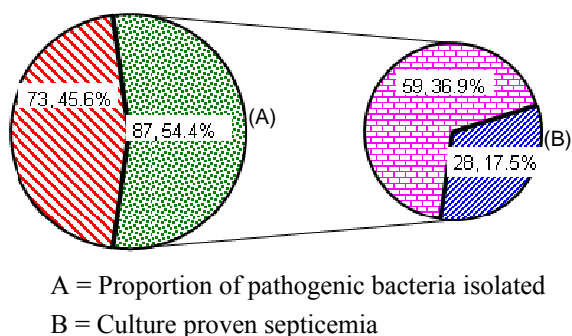 73, 45.6%
87, 54.4%
(A)
59, 36.9%
28, 17.5%
(B)
A = Proportion of pathogenic bacteria isolated
B = Culture proven septicemia